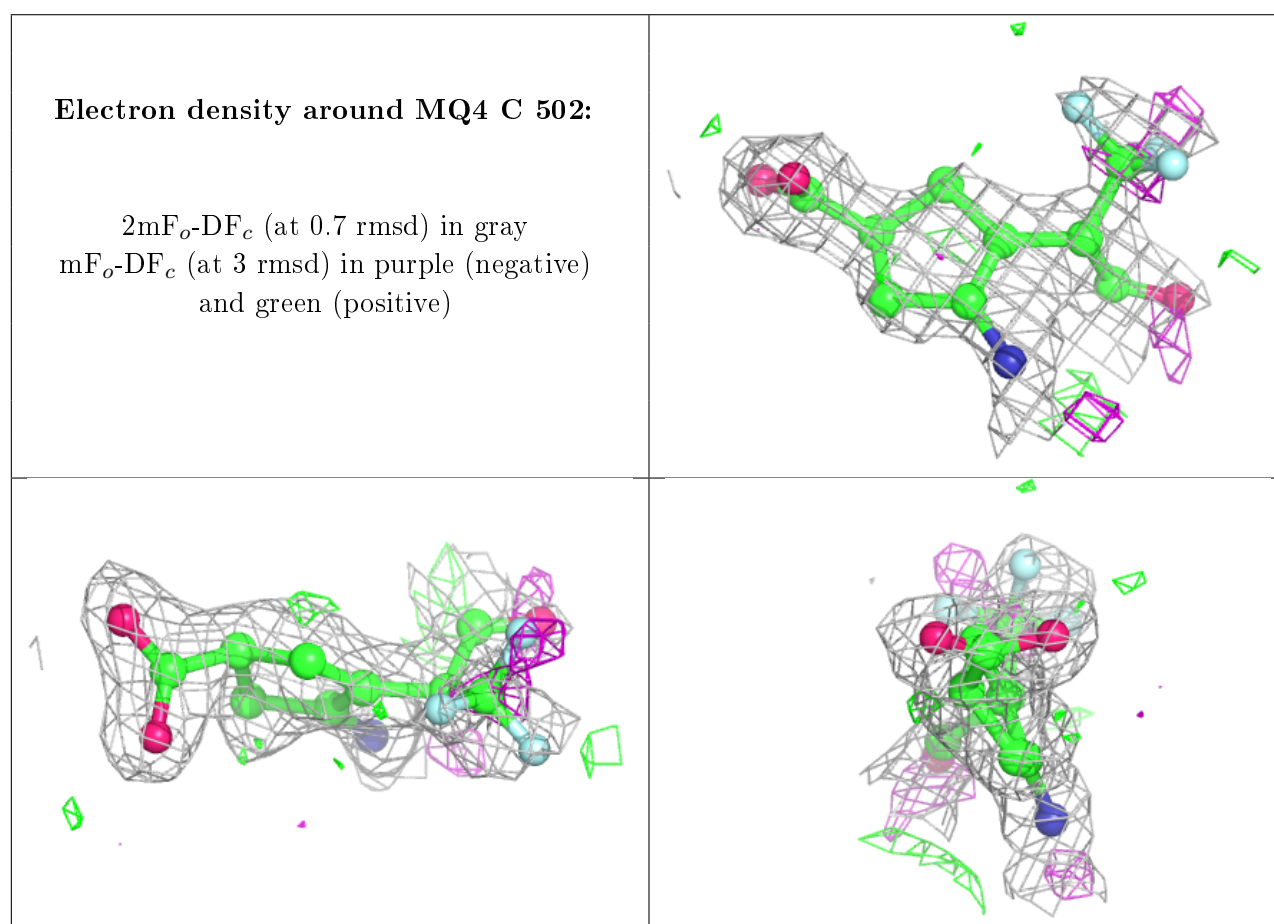 Electron density around MQ4 C 502:
2mFo-DFc (at 0.7 rmsd) in gray
mFo-DFc (at 3 rmsd) in purple (negative)
and green (positive)